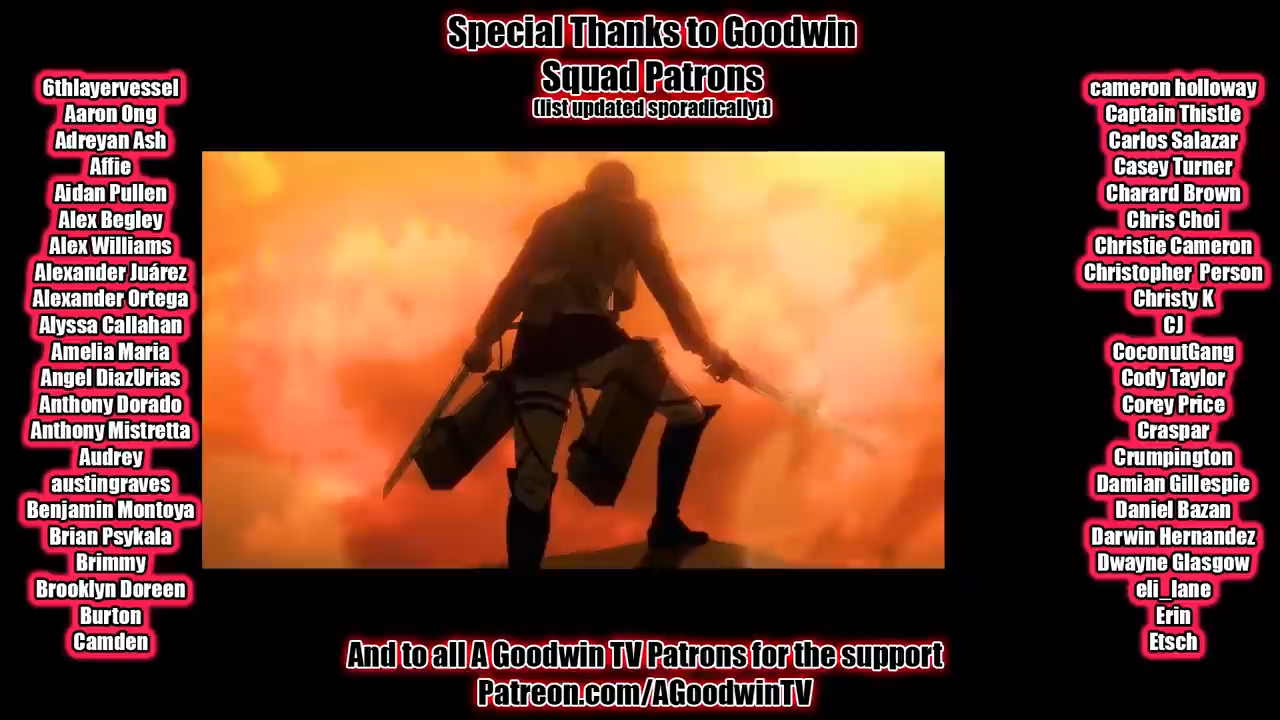 Special Thanks to Goodwin
Squad Patrons
(list updated sporadicallyt)
6thlayervessel
Aaron Ong
Adreyan Ash
Affie
Aidan Pullen
Alex Begley
Alex Williams
Alexander Juárez
Alexander Ortega
Alyssa Callahan
Amelia Maria
Angel DiazUrias
Anthony Dorado
Anthony Mistretta
Audrey
austingraves
Benjamin Montoya
Brian Psykala
Brimmy
Brooklyn Doreen
Burton
Camden
cameron holloway
Captain Thistle
Carlos Salazar
Casey Turner
Charard Brown
Chris Choi
Christie Cameron
Christopher Person
Christy K
CJ
CoconutGang
Cody Taylor
Corey Price
Craspar
Crumpington
Damian Gillespie
Daniel Bazan
Darwin Hernandez
Dwayne Glasgow
eli_lane
Erin
Etsch
And to all A Goodwin TV Patrons for the support
Patreon.com/AGoodwinTV